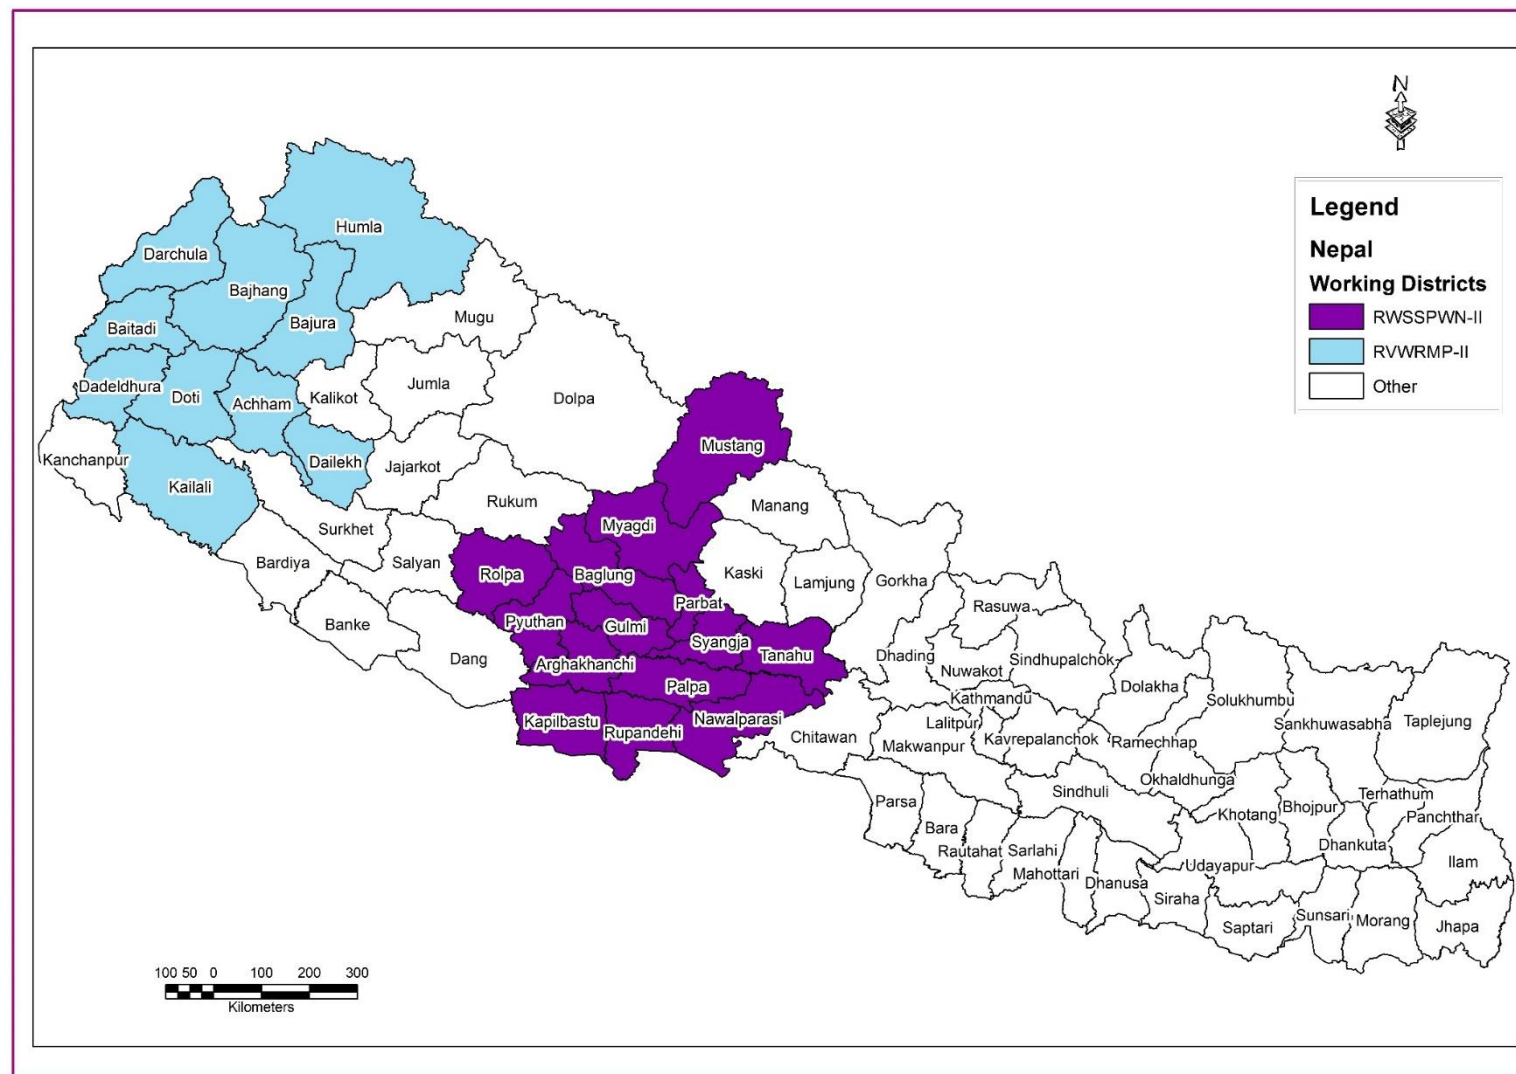 N
Legend
Nepal
Working Districts
RWSSPWN-II
RVWRMP-II
Other
Humla
Darchula
Bajhang
Mugu
Bajura
Baitadi
Jumla
Dadeldhura
Doti
Kalikot
Dolpa
Achham
Mustang
Kanchanpur
Dailekh
Jajarkot
Kailali
Rukum
Manang
Surkhet
Myagdi
Bardiya
Salyan
Rolpa
Baglung
Kaski
Lamjung
Gorkha
Parbat
Rasuwa
Banke
Pyuthan
Gulmi
Syangja
Tanahu
Dang
Arghakhanchi
Dhading
Nuwakot
Sindhupalchok
Palpa
Dolakha
Kathmandu
Solukhumbu
Kapilbastu
Rupandehi
Nawalparasi
Lalitpur
Sankhuwasabha
Taplejung
Chitawan
Makwanpur
Kavrepalanchok
Ramechhap
Okhaldhunga
Parsa
Sindhuli
Terhathum
Bara
Khotang
Bhojpur
Panchthar
Rautahat
Sarlahi
Dhankuta
Mahottari
Udayapur
Ilam
Dhanusa
Siraha
Saptari
Sunsari
Morang
Jhapa
100 50 0 100 200 300
Kilometers